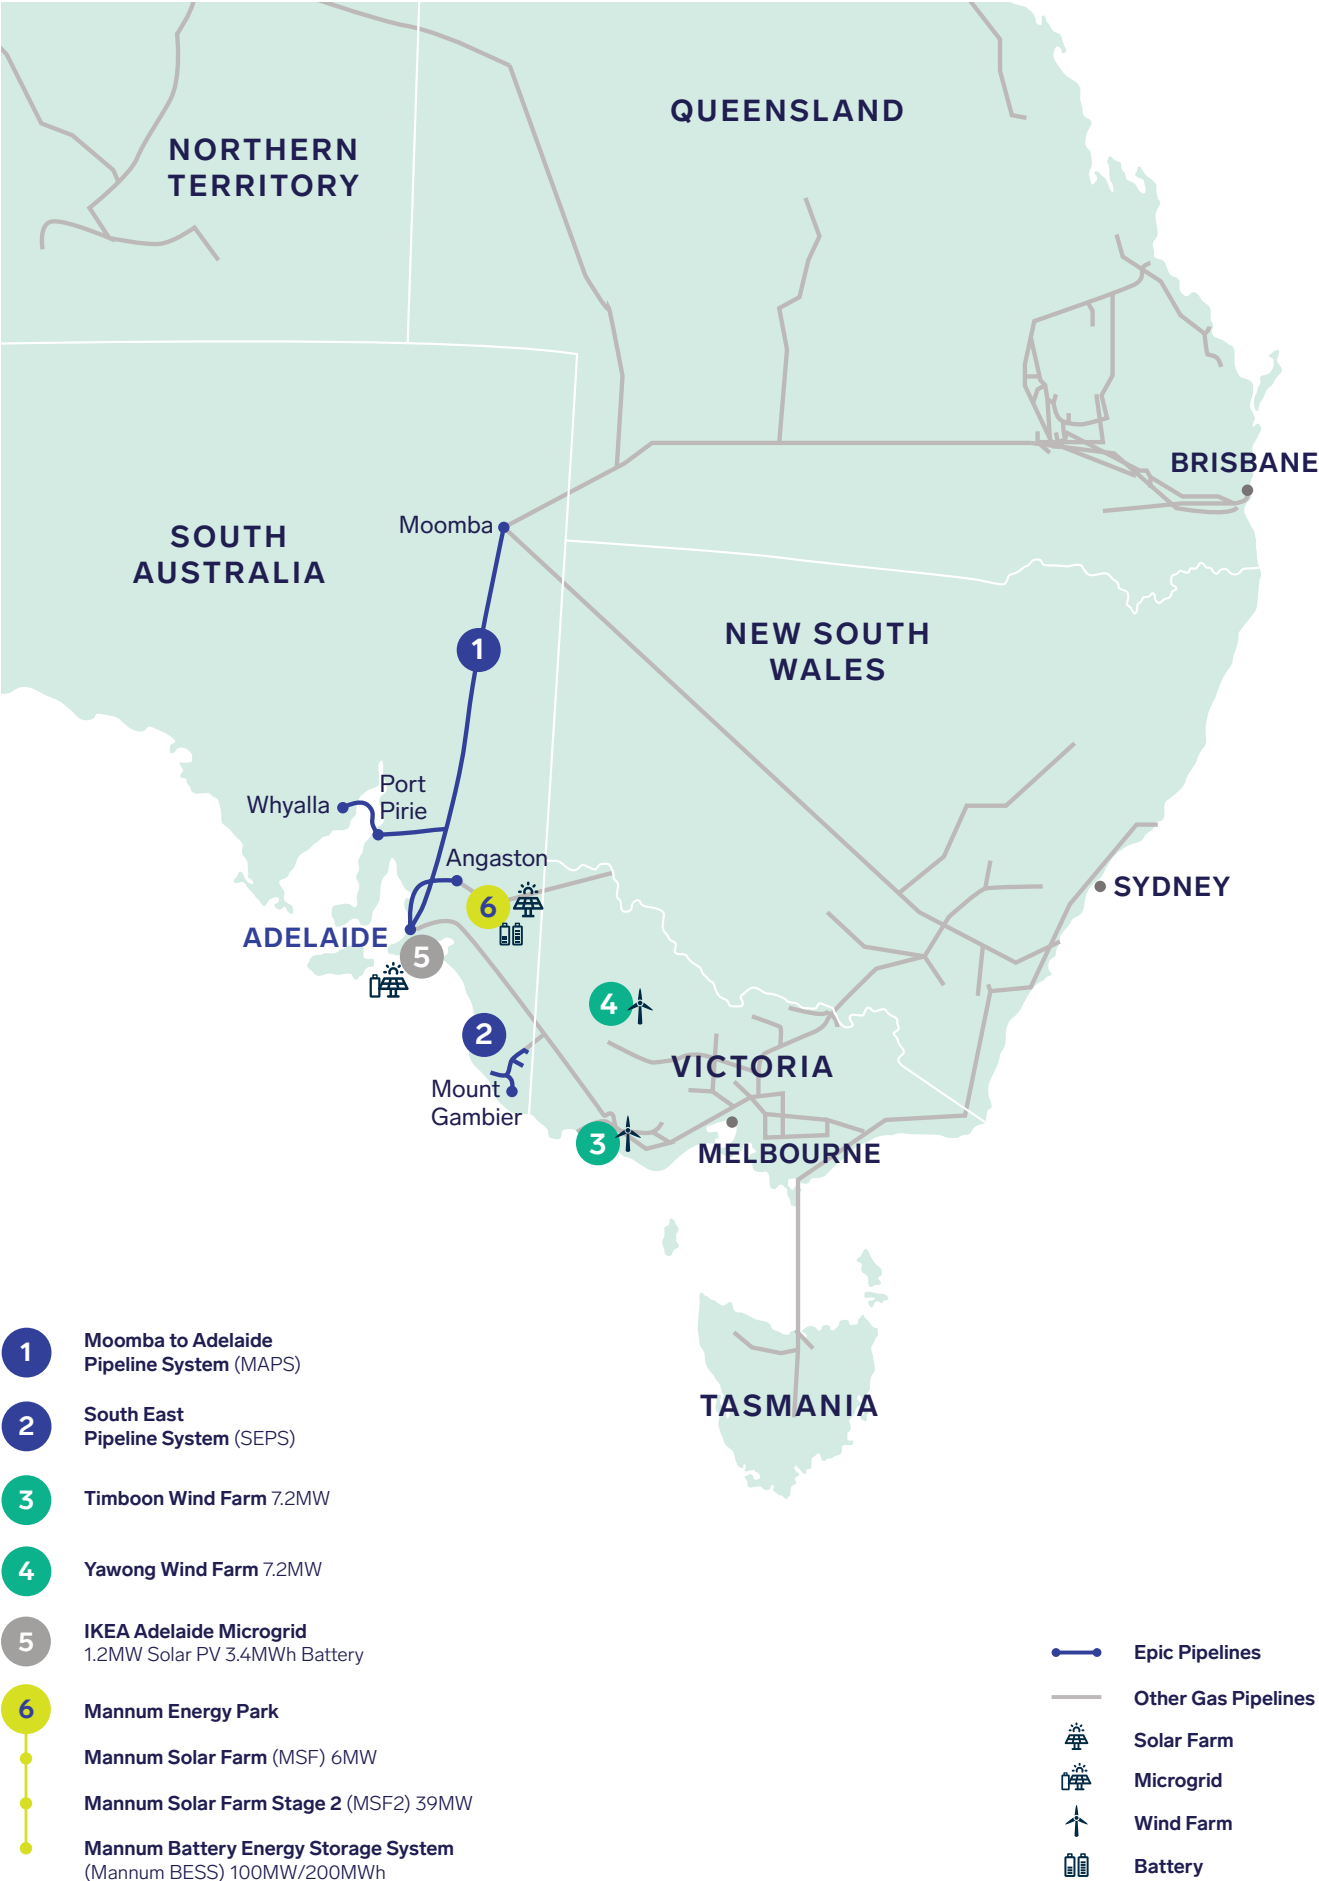 QUEENSLAND
NORTHERN
TERRITORY
BRISBANE
Moomba
SOUTH
AUSTRALIA
1
NEW SOUTH
WALES
Port
Pirie
Whyalla
Angaston
SYDNEY
6
ADELAIDE
5
4
2
VICTORIA
Mount
Gambier
3
MELBOURNE
TASMANIA
1
Moomba to Adelaide
Pipeline System (MAPS)
2
South East
Pipeline System (SEPS)
3
Timboon Wind Farm 7.2MW
4
Yawong Wind Farm 7.2MW
5
IKEA Adelaide Microgrid
1.2MW Solar PV 3.4MWh Battery
6
Mannum Energy Park
Mannum Solar Farm (MSF) 6MW
Mannum Solar Farm Stage 2 (MSF2) 39MW
Mannum Battery Energy Storage System
(Mannum BESS) 100MW/200MWh
Epic Pipelines
Other Gas Pipelines
Solar Farm
Microgrid
Wind Farm
Battery